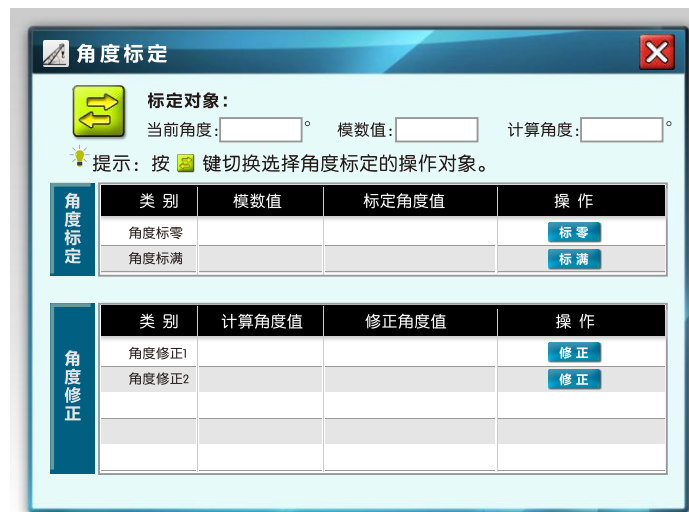 角度标定
标定对象：
当前角度： ° 模数值： 计算角度： °
提示：按 键切换选择角度标定的操作对象。
角度标定
类 别 模数值 标定角度值 操 作
角度标零 标 零
角度标满 标 满
角度修正
类 别 计算角度值 修正角度值 操 作
角度修正1 修 正
角度修正2 修 正